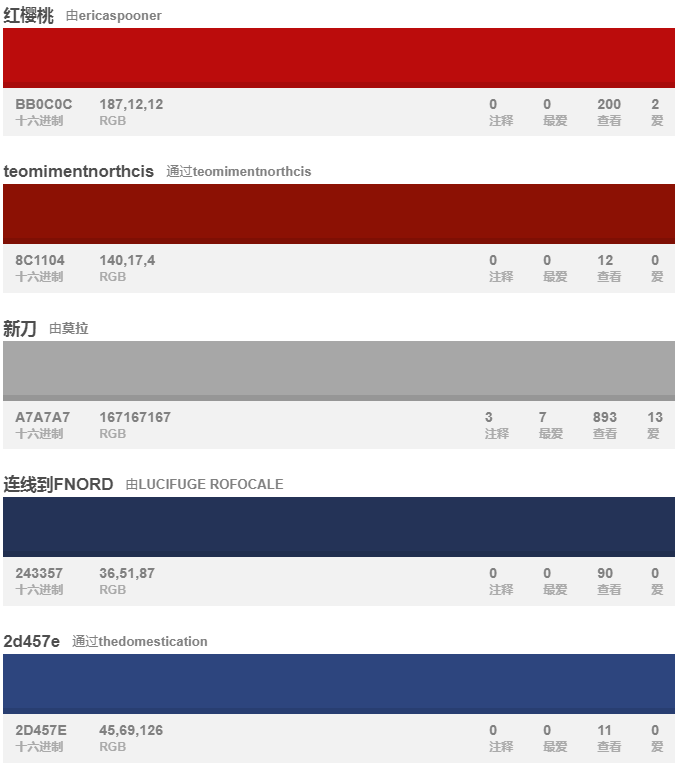 红樱桃 由ericaspooner
BB0C0C 187,12,12 0 0 200 2
十六进制 RGB 注释 最爱 查看 爱
teomimentnorthcis 通过teomimentnorthcis
8C1104 140,17,4 0 0 12 0
十六进制 RGB 注释 最爱 查看 爱
新刀 由莫拉
A7A7A7 167167167 3 7 893 13
十六进制 RGB 注释 最爱 查看 爱
连线到FNORD 由LUCIFUGE ROFOCALE
243357 36,51,87 0 0 90 0
十六进制 RGB 注释 最爱 查看 爱
2d457e 通过thedomestication
2D457E 45,69,126 0 0 11 0
十六进制 RGB 注释 最爱 查看 爱